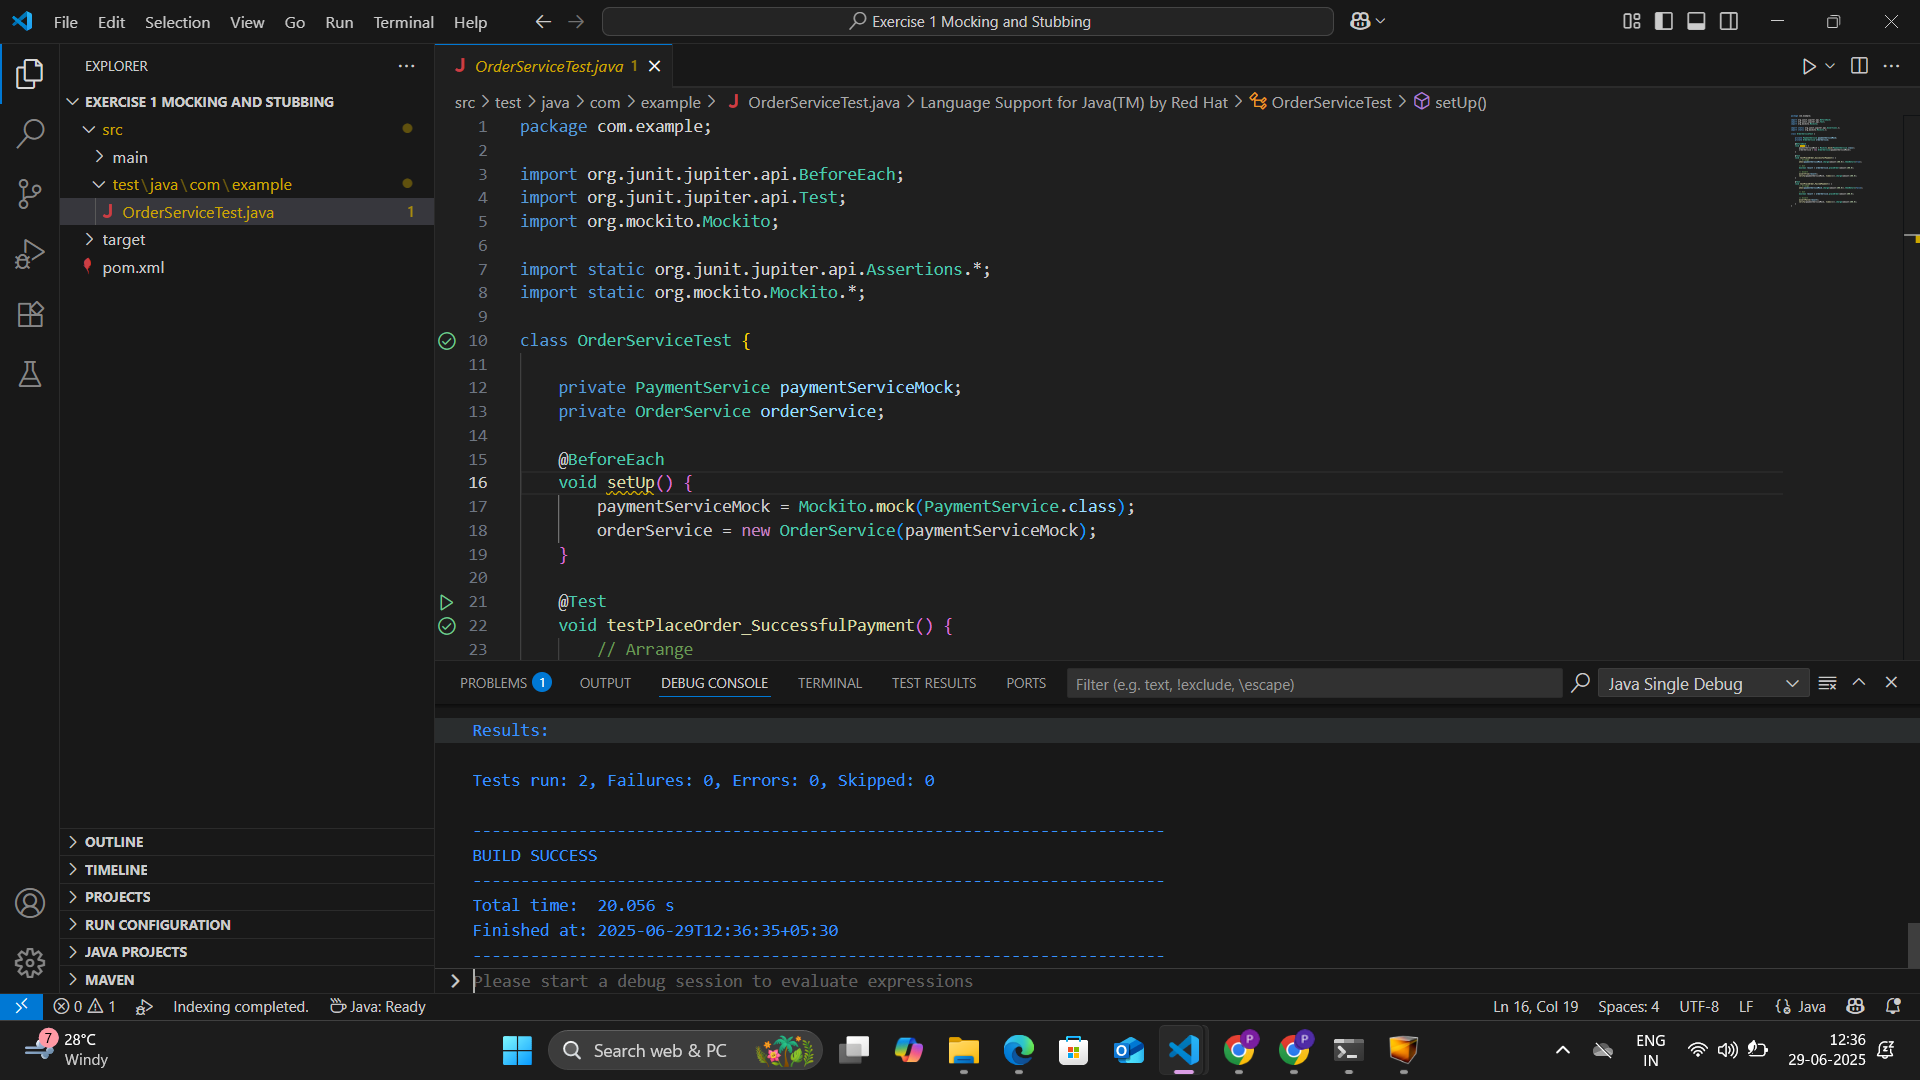 File Edit Selection View Go Run Terminal Help
Exercise 1 Mocking and Stubbing
EXPLORER
EXERCISE 1 MOCKING AND STUBBING
src
main
test\java\com\example
OrderServiceTest.java 1
target
pom.xml
OUTLINE
TIMELINE
PROJECTS
RUN CONFIGURATION
JAVA PROJECTS
MAVEN
OrderServiceTest.java 1
src > test > java > com > example > OrderServiceTest.java > Language Support for Java(TM) by Red Hat > OrderServiceTest > setUp()
1 package com.example;
2
3 import org.junit.jupiter.api.BeforeEach;
4 import org.junit.jupiter.api.Test;
5 import org.mockito.Mockito;
6
7 import static org.junit.jupiter.api.Assertions.*;
8 import static org.mockito.Mockito.*;
9
10 class OrderServiceTest {
11
12 private PaymentService paymentServiceMock;
13 private OrderService orderService;
14
15 @BeforeEach
16 void setUp() {
17 paymentServiceMock = Mockito.mock(PaymentService.class);
18 orderService = new OrderService(paymentServiceMock);
19 }
20
21 @Test
22 void testPlaceOrder_SuccessfulPayment() {
23 // Arrange
PROBLEMS 1 OUTPUT DEBUG CONSOLE TERMINAL TEST RESULTS PORTS Filter (e.g. text, !exclude, \escape) Java Single Debug
Results:
Tests run: 2, Failures: 0, Errors: 0, Skipped: 0
------------------------------------------------------------------------
BUILD SUCCESS
------------------------------------------------------------------------
Total time:  20.056 s
Finished at: 2025-06-29T12:36:35+05:30
------------------------------------------------------------------------
> Please start a debug session to evaluate expressions
0 1 Indexing completed. Java: Ready Ln 16, Col 19 Spaces: 4 UTF-8 LF Java
7 28°C
Windy
Search web & PC
P P
ENG
IN
12:36
29-06-2025